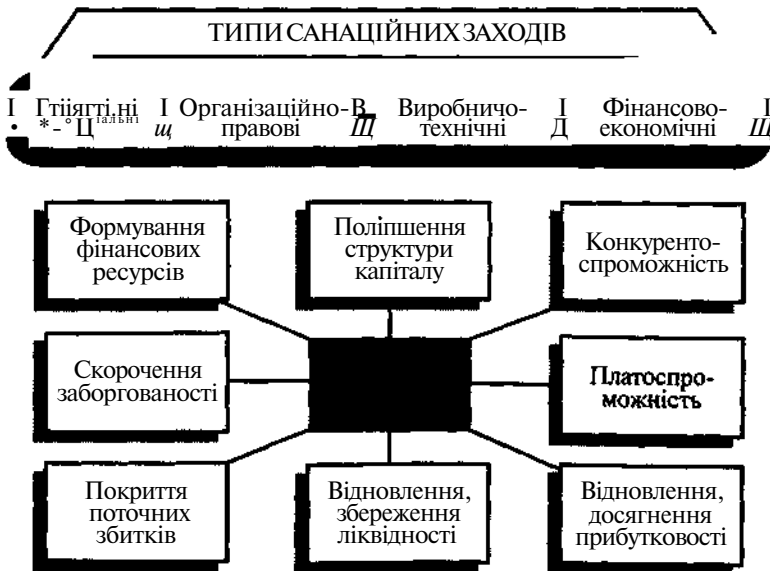 ТИПИ САНАЦІЙНИХ ЗАХОДІВ
Організаційно- Виробничо- Фінансово-
правові технічні економічні
Формування
фінансових
ресурсів
Поліпшення
структури
капіталу
Конкуренто-
спроможність
Скорочення
заборгованості
Платоспро-
можність
Покриття
поточних
збитків
Відновлення,
збереження
ліквідності
Відновлення,
досягнення
прибутковості